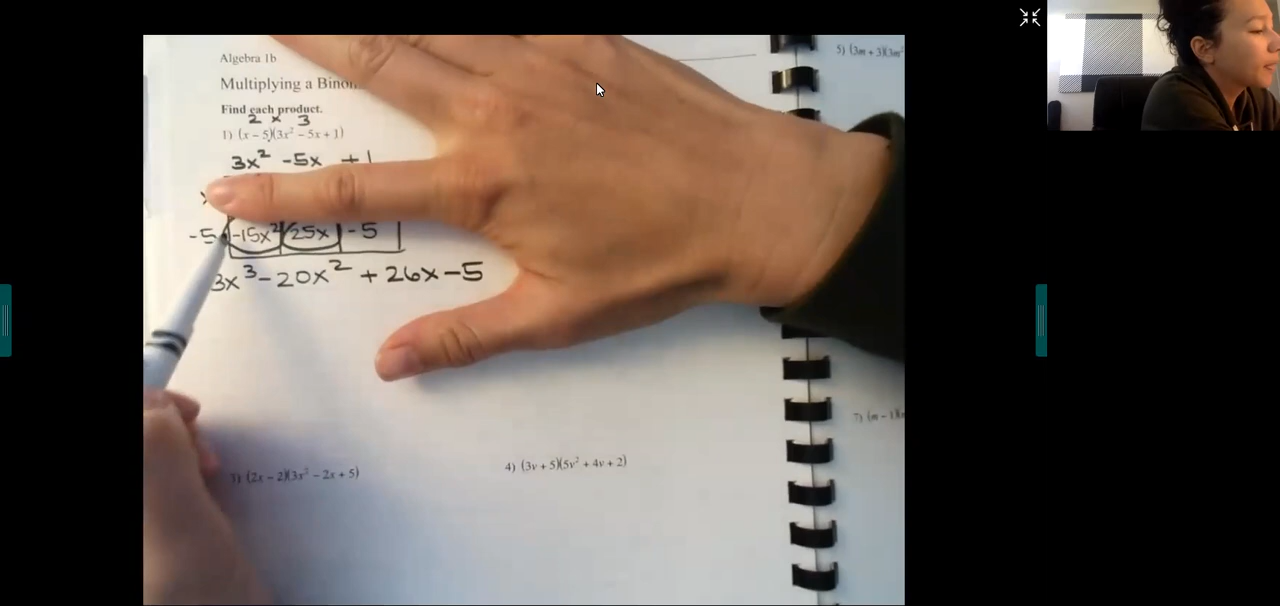 Algebra 1b
5) (3m + 3)(3m²
Multiplying a
Find each product.
2 x 3
1) (x − 5)(3x² − 5x + 1)
3x² -5x +1
-5 -15x² 25x -5
3x³ - 20x² + 26x - 5
7) (m − 1)(
3) (2x − 2)(3x² − 2x + 5)
4) (3v + 5)(5v² + 4v + 2)